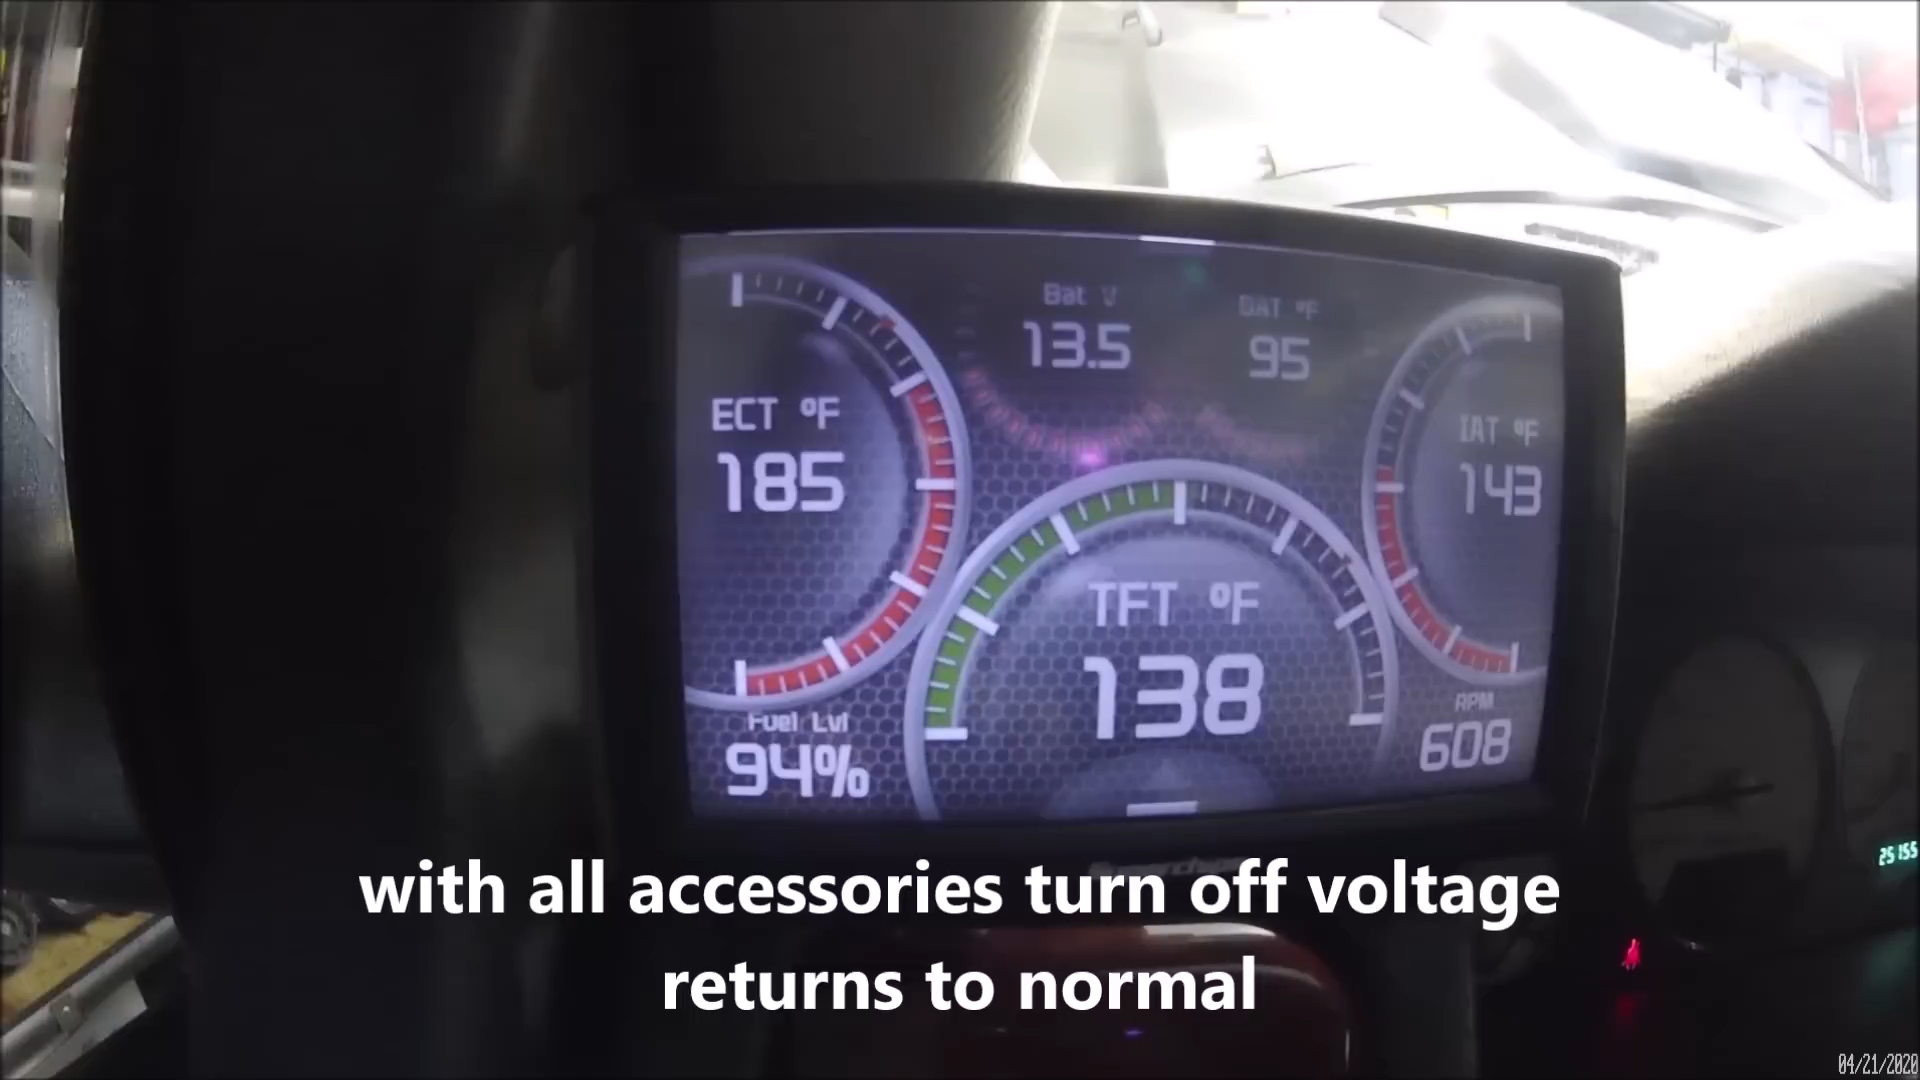 Bat V
13.5
OAT °F
95
ECT °F
185
IAT °F
143
TFT °F
138
Fuel Lvl
94%
RPM
608
25155
with all accessories turn off voltage
returns to normal
04/21/2020